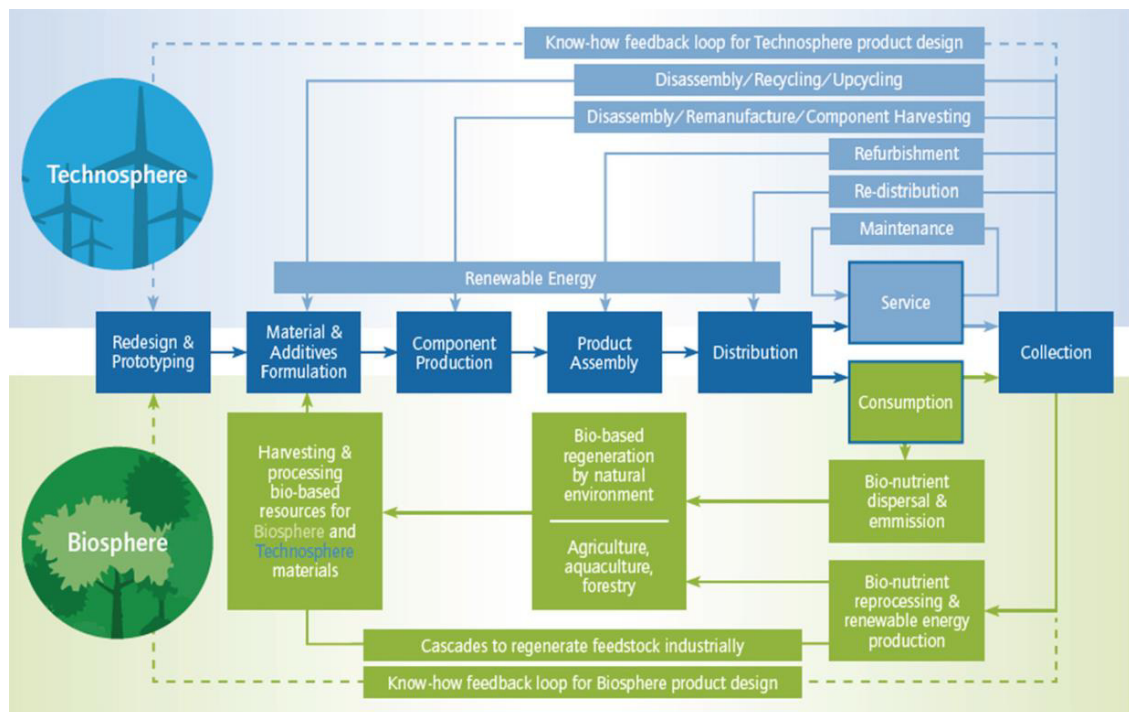 Know-how feedback loop for Technosphere product design
Disassembly/Recycling/Upcycling
Disassembly/Remanufacture/Component Harvesting
Refurbishment
Re-distribution
Maintenance
Technosphere
Renewable Energy
Service
Redesign &
Prototyping
Material &
Additives
Formulation
Component
Production
Product
Assembly
Distribution
Collection
Consumption
Harvesting &
processing
bio-based
resources for
Biosphere and
Technosphere
materials
Bio-based
regeneration
by natural
environment
Agriculture,
aquaculture,
forestry
Bio-nutrient
dispersal &
emmission
Bio-nutrient
reprocessing &
renewable energy
production
Biosphere
Cascades to regenerate feedstock industrially
Know-how feedback loop for Biosphere product design